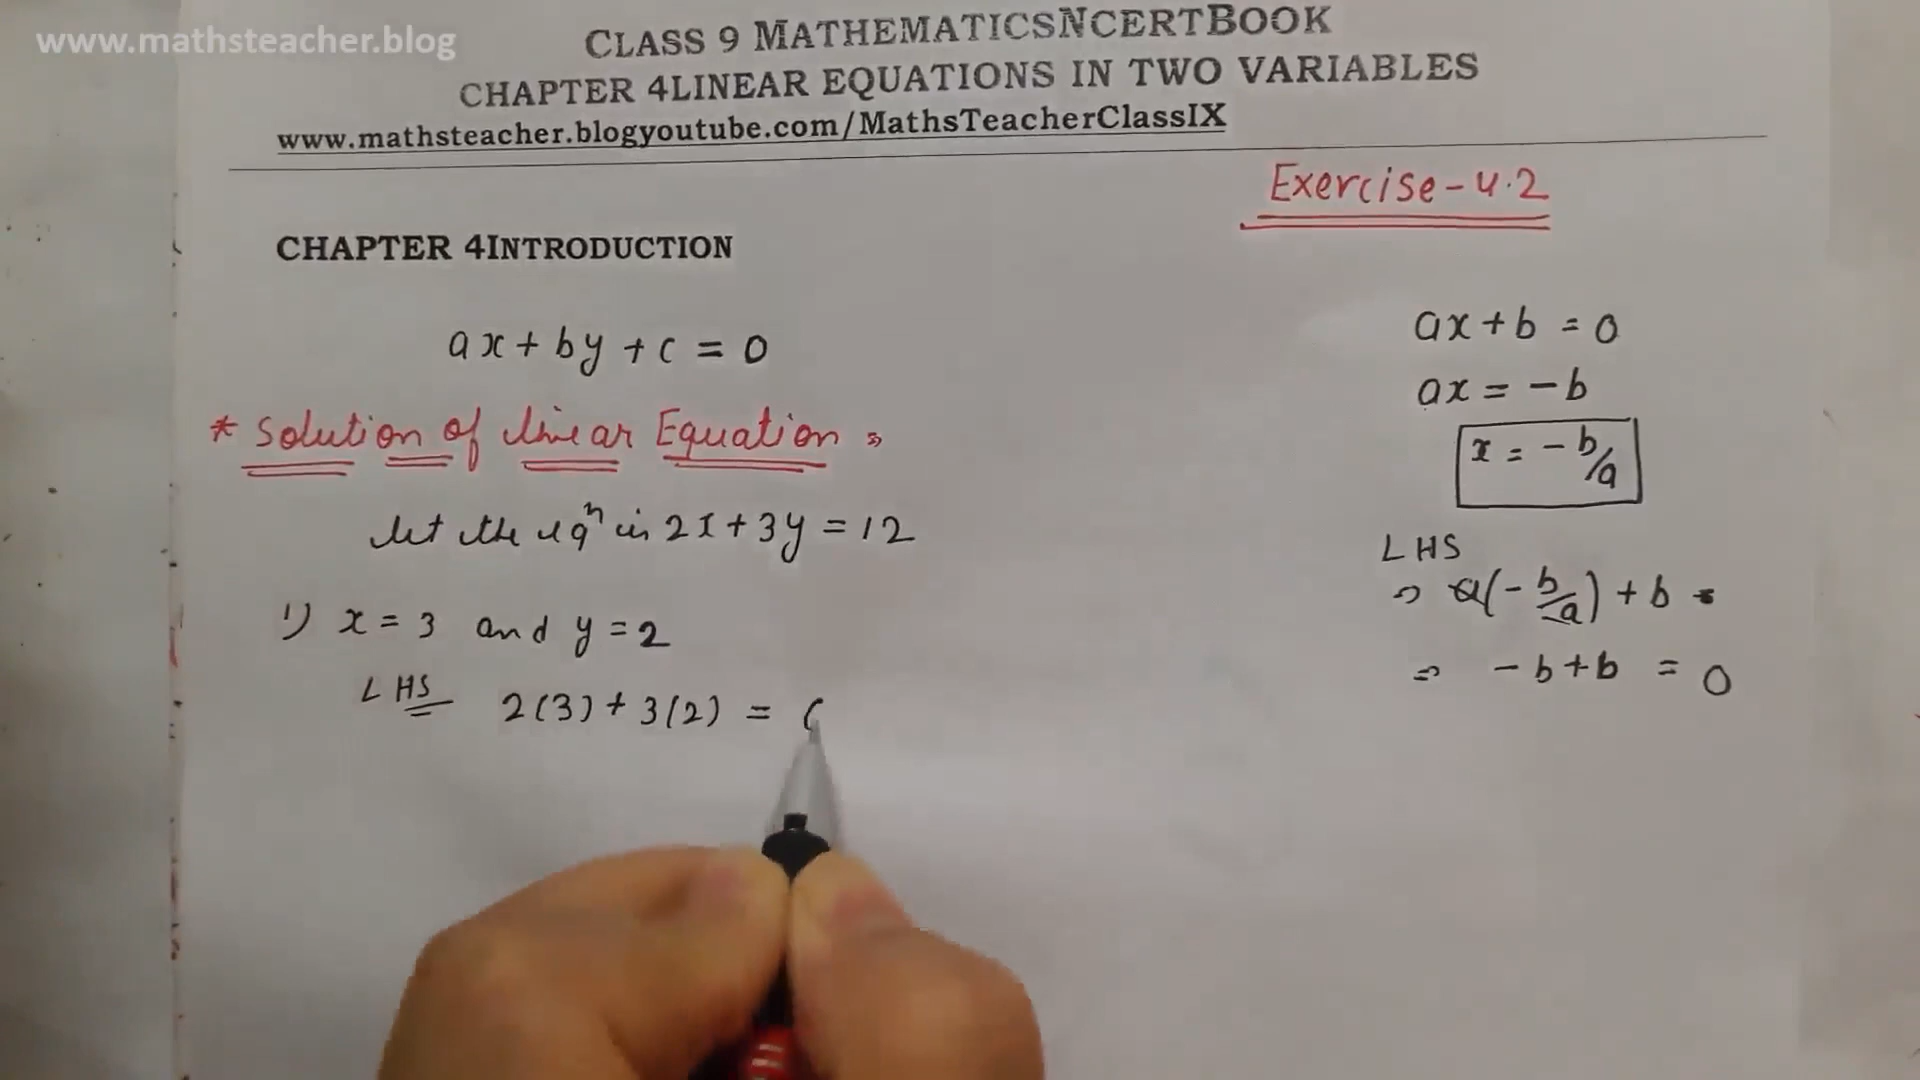 www.mathsteacher.blog
CLASS 9 MATHEMATICSNCERTBOOK
CHAPTER 4LINEAR EQUATIONS IN TWO VARIABLES
www.mathsteacher.blogyoutube.com/MathsTeacherClassIX
Exercise-4.2
CHAPTER 4INTRODUCTION
ax + by + c = 0
* Solution of linear Equation ⇒
let the eqⁿ is 2x + 3y = 12
1) x = 3 and y = 2
LHS 2(3) + 3(2) =
ax + b = 0
ax = -b
x = -b/a
LHS
⇒ a(-b/a) + b =
⇒ -b + b = 0